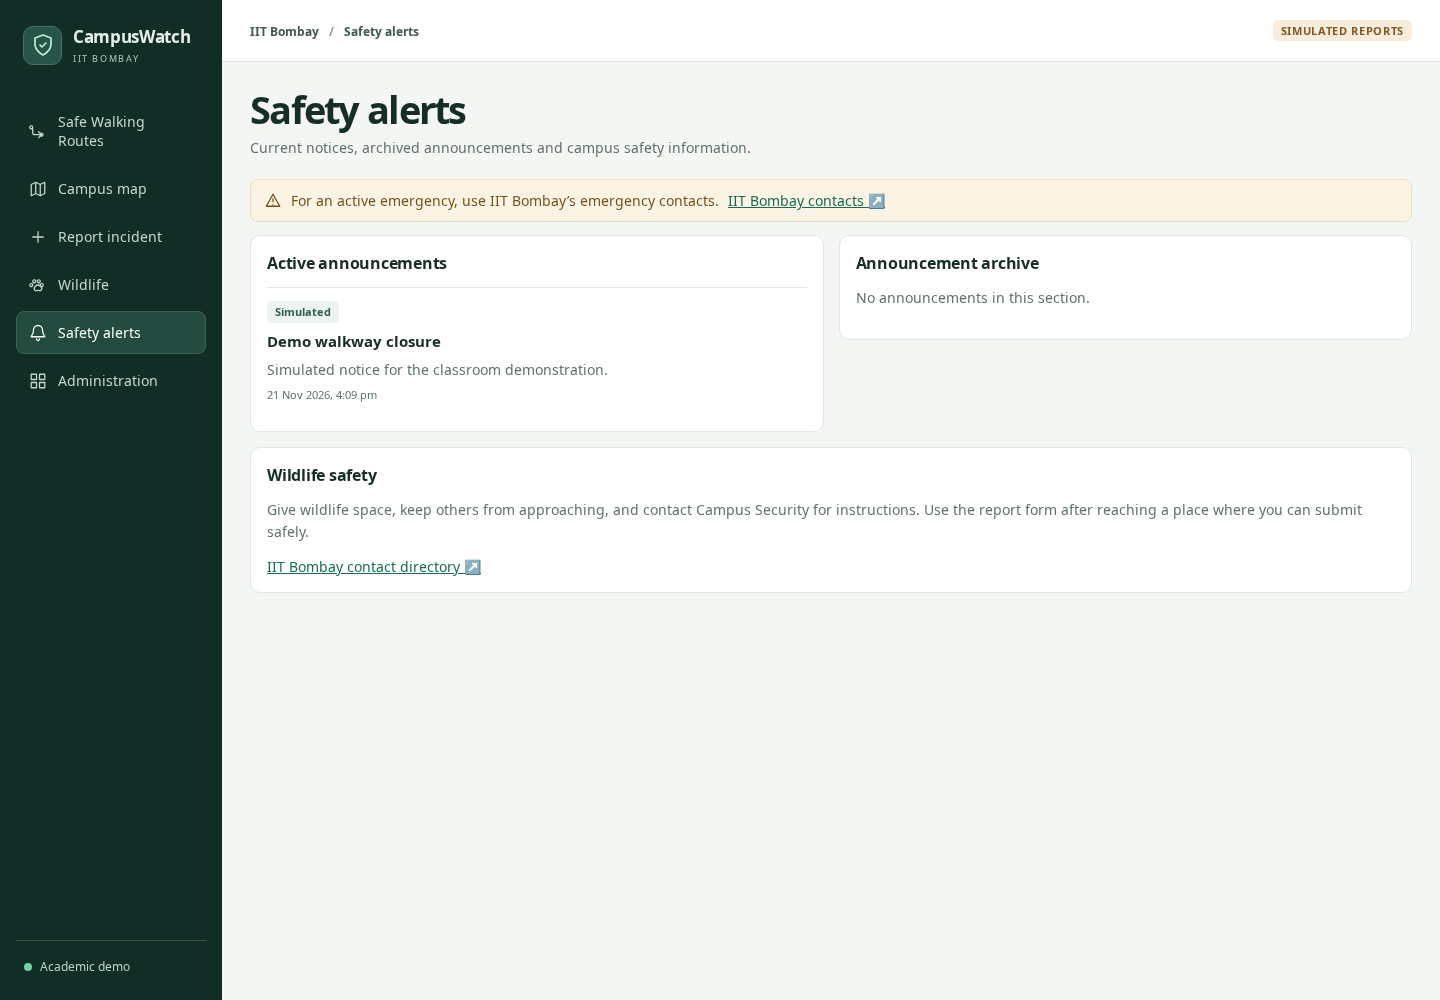 CampusWatch
IIT BOMBAY
Safe Walking
Routes
Campus map
Report incident
Wildlife
Safety alerts
Administration
Academic demo
IIT Bombay / Safety alerts
SIMULATED REPORTS
Safety alerts
Current notices, archived announcements and campus safety information.
For an active emergency, use IIT Bombay’s emergency contacts. IIT Bombay contacts ↗
Active announcements
Simulated
Demo walkway closure
Simulated notice for the classroom demonstration.
21 Nov 2026, 4:09 pm
Announcement archive
No announcements in this section.
Wildlife safety
Give wildlife space, keep others from approaching, and contact Campus Security for instructions. Use the report form after reaching a place where you can submit
safely.
IIT Bombay contact directory ↗